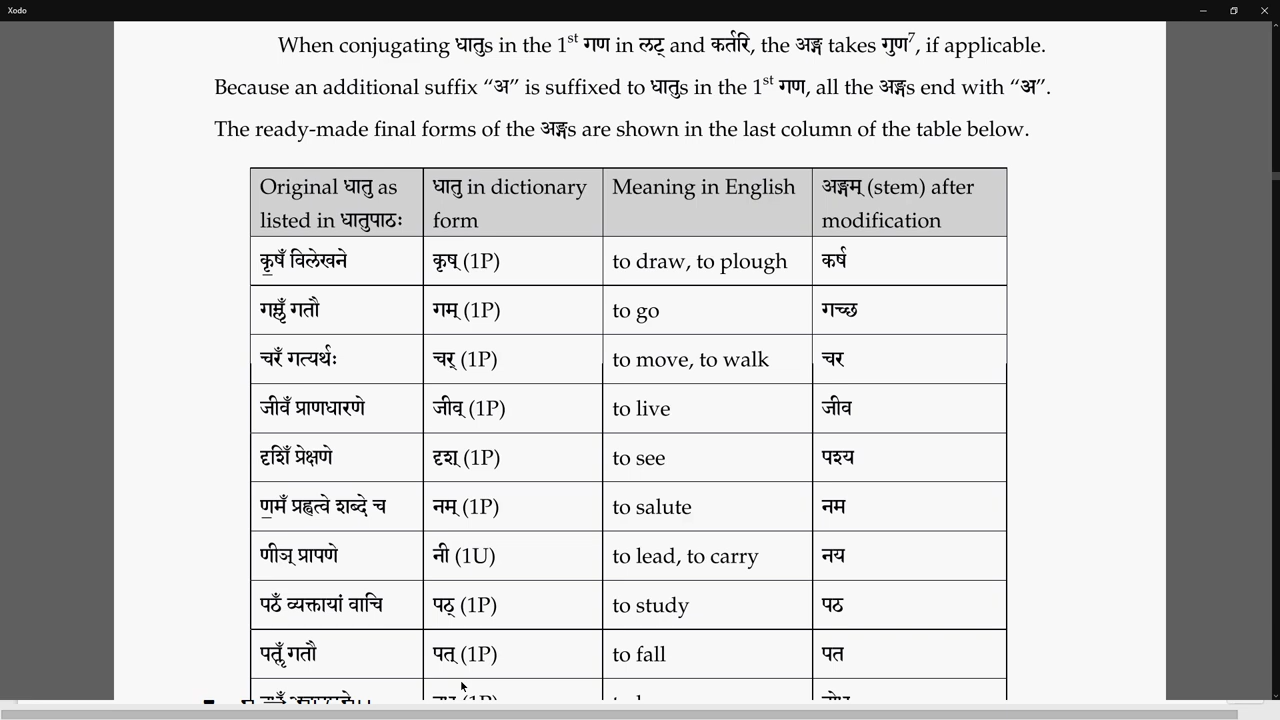 Xodo
When conjugating धातुs in the 1st गण in लट् and कर्तरि, the अङ्ग takes गुण7, if applicable.
Because an additional suffix “अ” is suffixed to धातुs in the 1st गण, all the अङ्गs end with “अ”.
The ready-made final forms of the अङ्गs are shown in the last column of the table below.
Original धातु as listed in धातुपाठः | धातु in dictionary form | Meaning in English | अङ्गम् (stem) after modification
कृ॒षँ विलेखने | कृष् (1P) | to draw, to plough | कर्ष
गमॢँ गतौ | गम् (1P) | to go | गच्छ
चरँ गत्यर्थः | चर् (1P) | to move, to walk | चर
जीवँ प्राणधारणे | जीव् (1P) | to live | जीव
दृशिँ प्रेक्षणे | दृश् (1P) | to see | पश्य
ण॒मँ प्रह्वत्वे शब्दे च | नम् (1P) | to salute | नम
णीञ् प्रापणे | नी (1U) | to lead, to carry | नय
पठँ व्यक्तायां वाचि | पठ् (1P) | to study | पठ
पतॢँ गतौ | पत् (1P) | to fall | पत